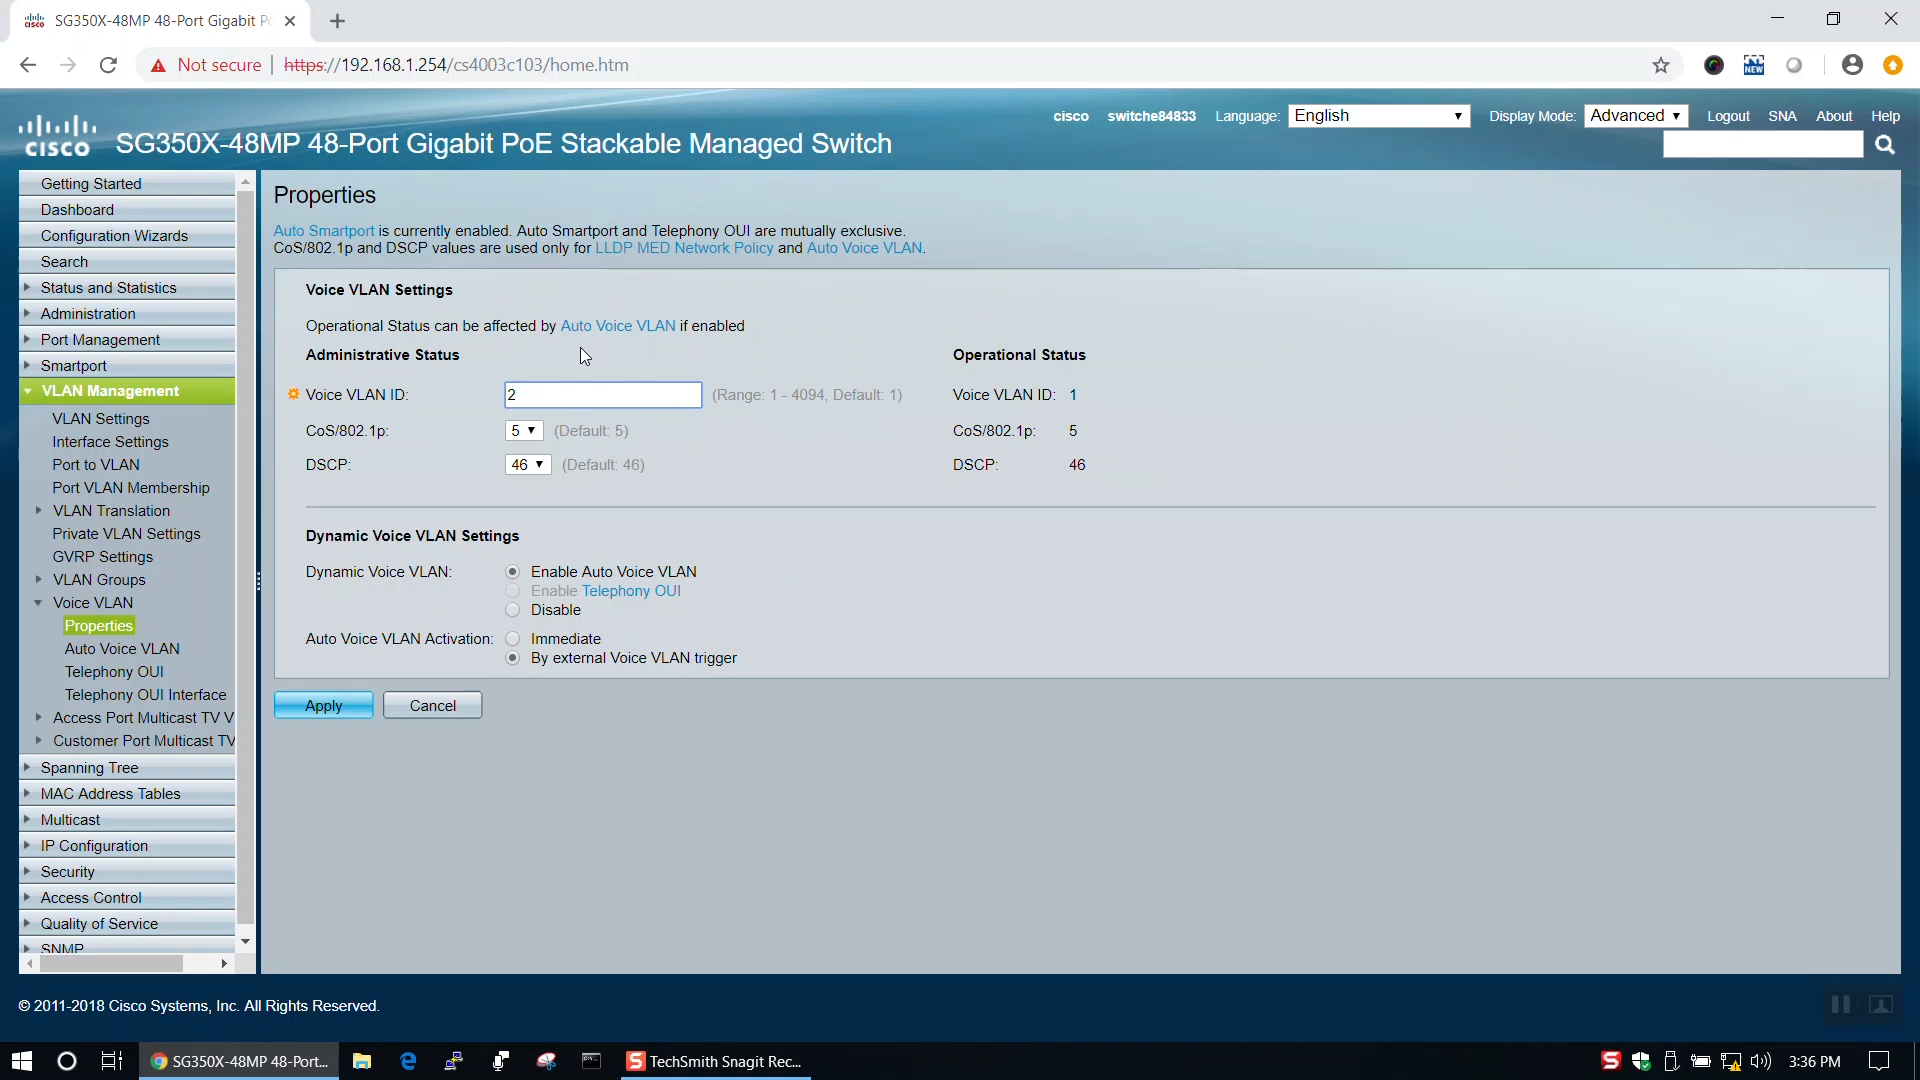 SG350X-48MP 48-Port Gigabit Po
Not secure | https://192.168.1.254/cs4003c103/home.htm
NEW
cisco switche84833 Language: English Display Mode: Advanced Logout SNA About Help
CISCO SG350X-48MP 48-Port Gigabit PoE Stackable Managed Switch
Getting Started
Dashboard
Configuration Wizards
Search
Status and Statistics
Administration
Port Management
Smartport
VLAN Management
VLAN Settings
Interface Settings
Port to VLAN
Port VLAN Membership
VLAN Translation
Private VLAN Settings
GVRP Settings
VLAN Groups
Voice VLAN
Properties
Auto Voice VLAN
Telephony OUI
Telephony OUI Interface
Access Port Multicast TV V
Customer Port Multicast TV
Spanning Tree
MAC Address Tables
Multicast
IP Configuration
Security
Access Control
Quality of Service
SNMP
Properties
Auto Smartport is currently enabled. Auto Smartport and Telephony OUI are mutually exclusive.
CoS/802.1p and DSCP values are used only for LLDP MED Network Policy and Auto Voice VLAN.
Voice VLAN Settings
Operational Status can be affected by Auto Voice VLAN if enabled
Administrative Status Operational Status
Voice VLAN ID: 2 (Range: 1 - 4094, Default: 1) Voice VLAN ID: 1
CoS/802.1p: 5 (Default: 5) CoS/802.1p: 5
DSCP: 46 (Default: 46) DSCP: 46
Dynamic Voice VLAN Settings
Dynamic Voice VLAN: Enable Auto Voice VLAN
Enable Telephony OUI
Disable
Auto Voice VLAN Activation: Immediate
By external Voice VLAN trigger
Apply Cancel
© 2011-2018 Cisco Systems, Inc. All Rights Reserved.
SG350X-48MP 48-Port... TechSmith Snagit Rec... 3:36 PM